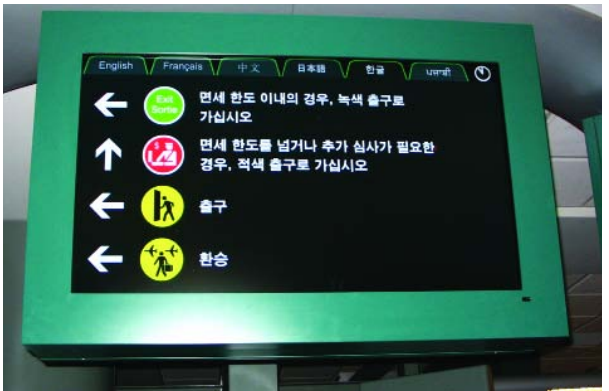 English Français 中文 日本語 한글 ਪੰਜਾਬੀ
Exit
Sortie
면세 한도 이내의 경우, 녹색 출구로
가십시오
$
면세 한도를 넘거나 추가 심사가 필요한
경우, 적색 출구로 가십시오
출구
환승